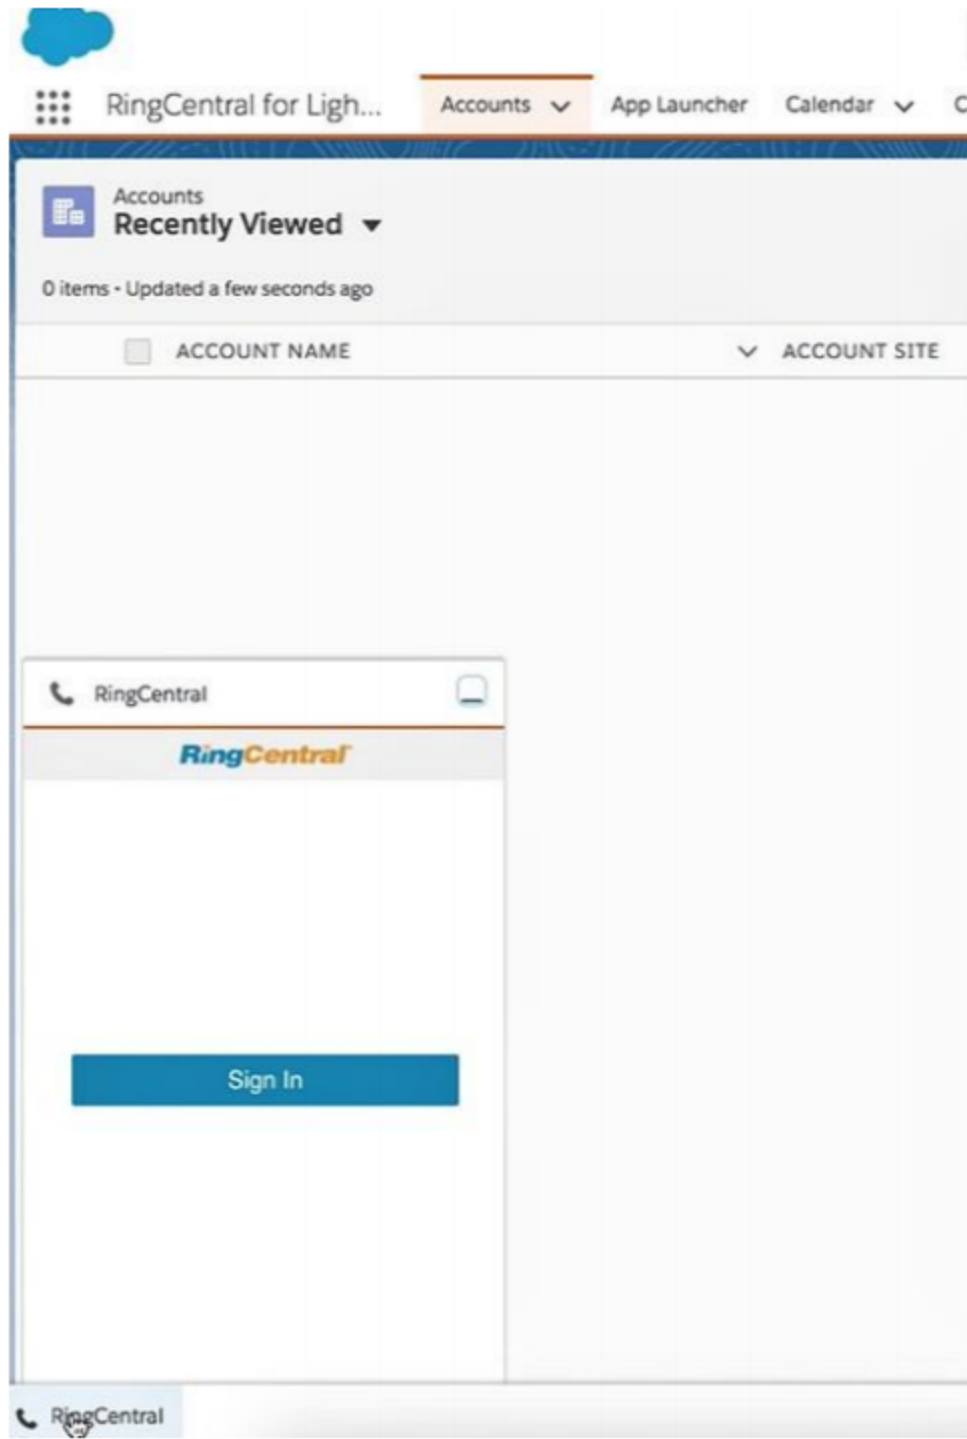 RingCentral for Ligh... Accounts App Launcher Calendar
Accounts
Recently Viewed
0 items • Updated a few seconds ago
ACCOUNT NAME ACCOUNT SITE
RingCentral
RingCentral
Sign In
RingCentral